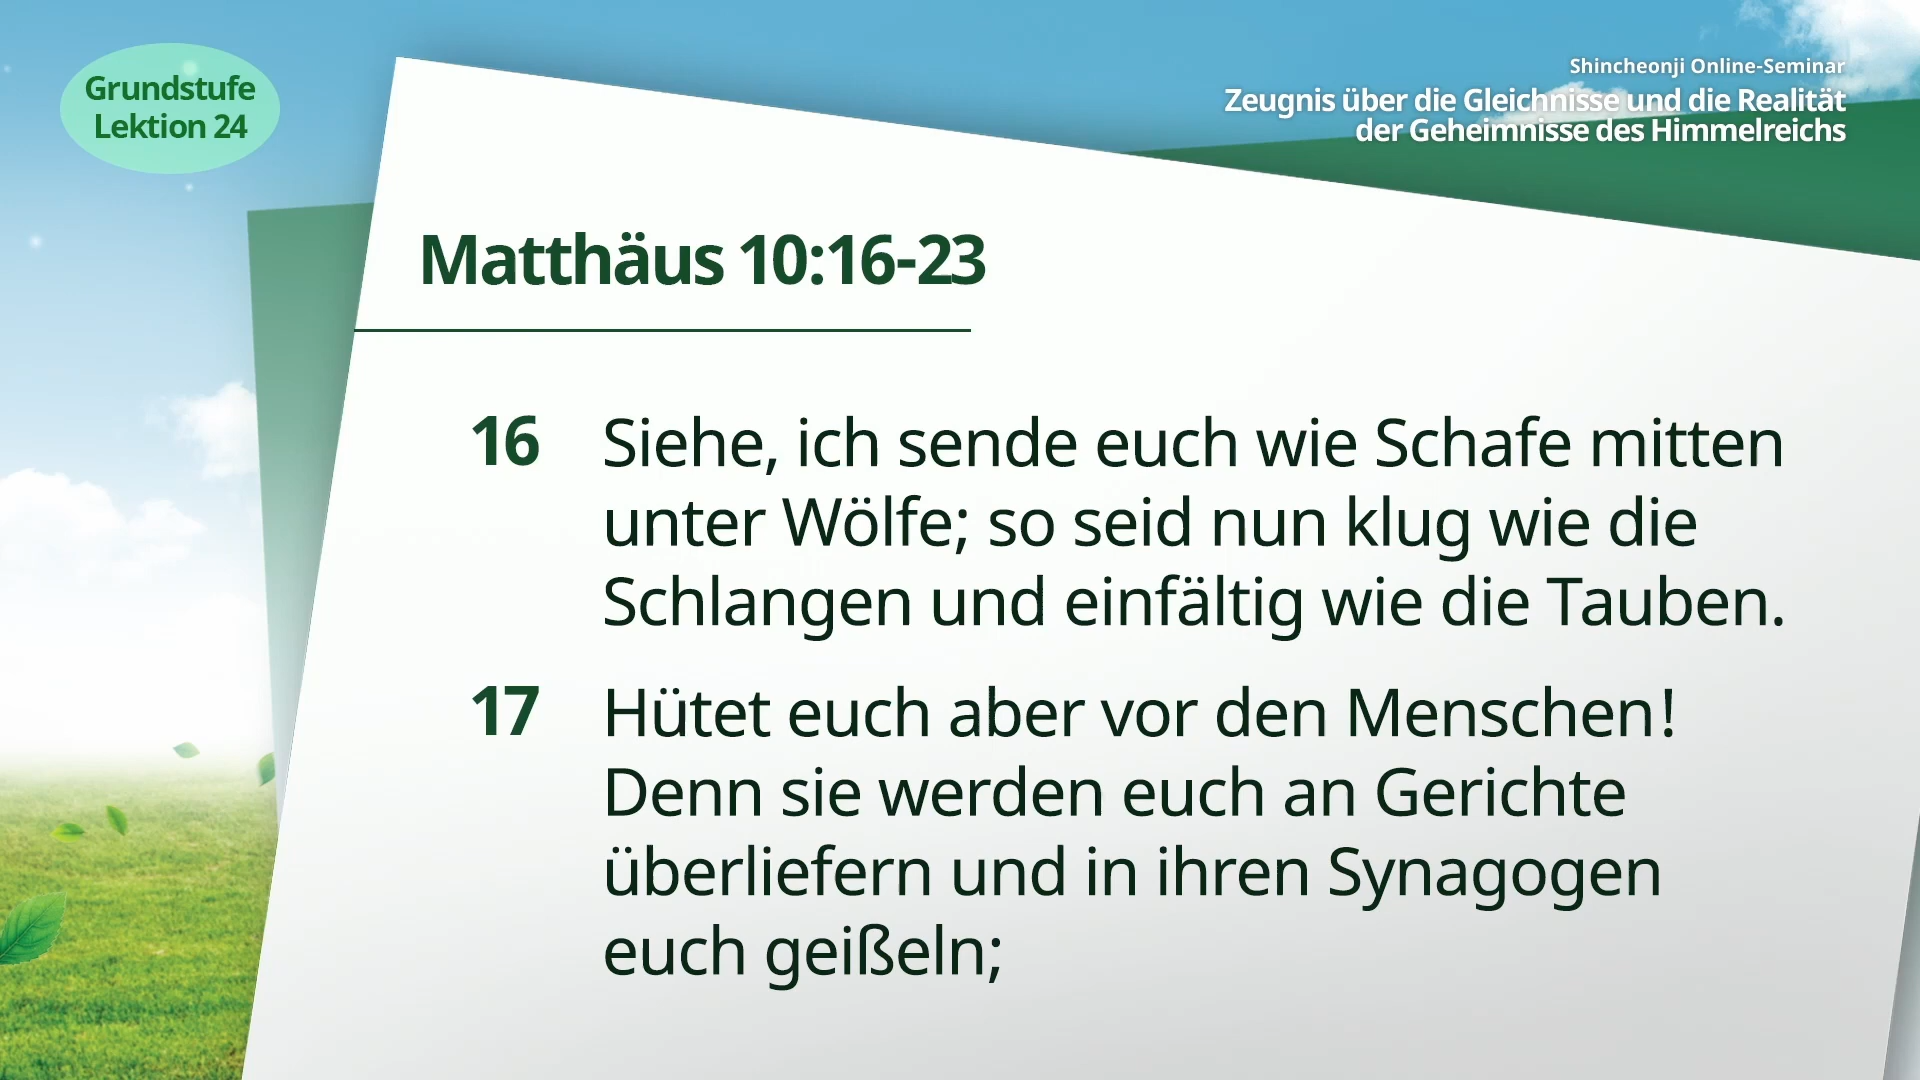 Grundstufe
Lektion 24
Shincheonji Online-Seminar
Zeugnis über die Gleichnisse und die Realität
der Geheimnisse des Himmelreichs
Matthäus 10:16-23
16 Siehe, ich sende euch wie Schafe mitten
unter Wölfe; so seid nun klug wie die
Schlangen und einfältig wie die Tauben.
17 Hütet euch aber vor den Menschen!
Denn sie werden euch an Gerichte
überliefern und in ihren Synagogen
euch geißeln;